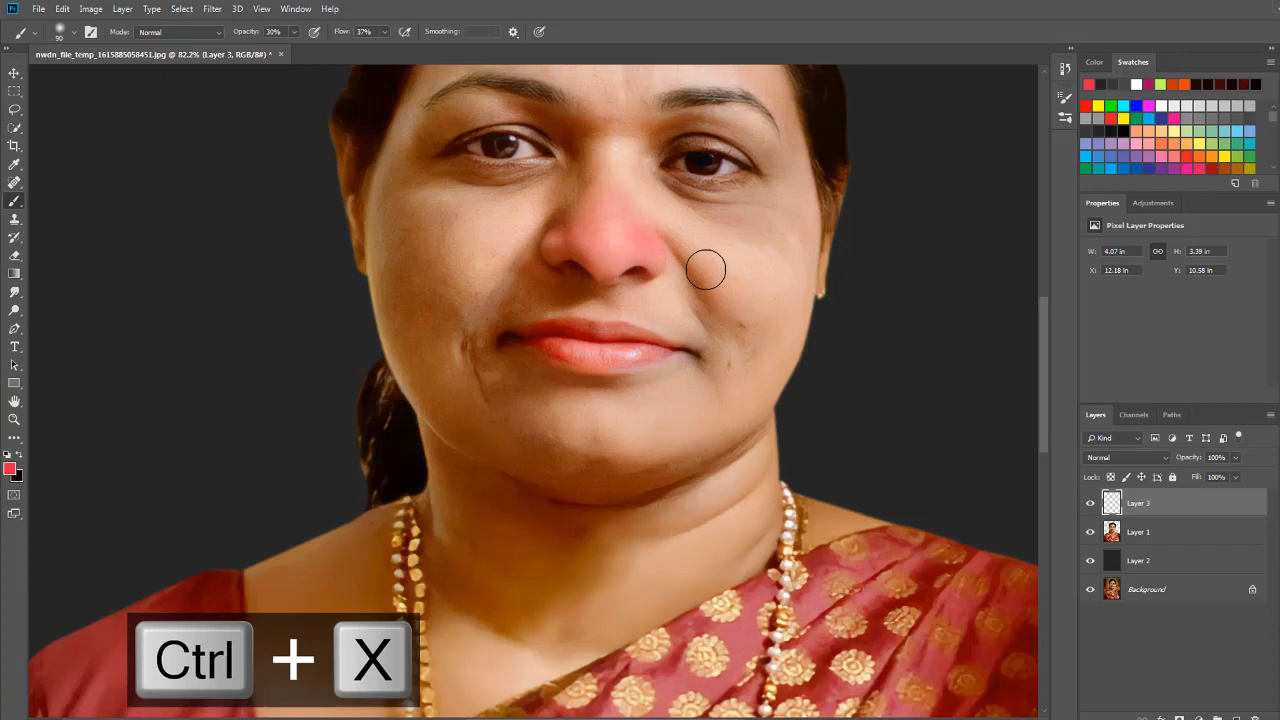 File Edit Image Layer Type Select Filter 3D View Window Help
90 Mode: Normal Opacity: 30% Flow: 37% Smoothing:
nwdn_file_temp_1615885058451.jpg @ 82.2% (Layer 3, RGB/8#) * ×
Color Swatches
Properties Adjustments
Pixel Layer Properties
W: 4.07 in H: 3.39 in
X: 12.18 in Y: 10.58 in
Layers Channels Paths
Kind
Normal Opacity: 100%
Lock: Fill: 100%
Layer 3
Layer 1
Layer 2
Background
Ctrl + X